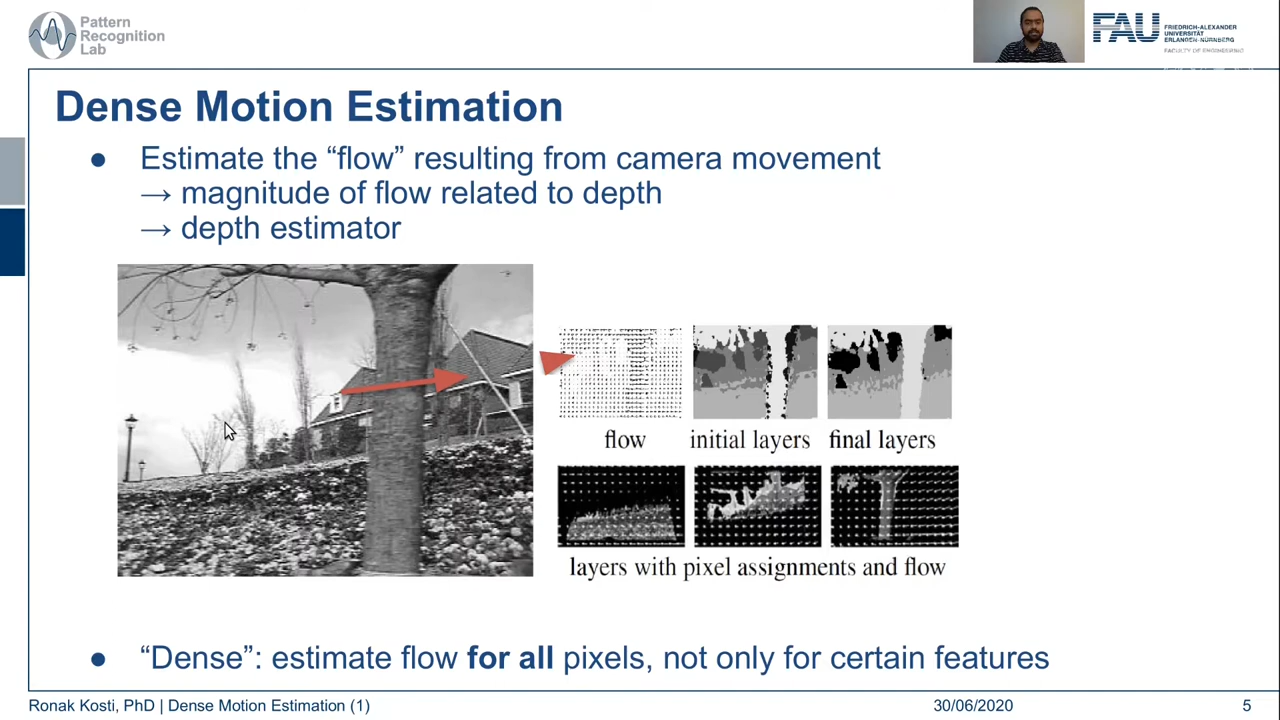 Pattern
Recognition
Lab
FAU
FRIEDRICH-ALEXANDER
UNIVERSITÄT
ERLANGEN-NÜRNBERG
FACULTY OF ENGINEERING
Dense Motion Estimation
● Estimate the “flow” resulting from camera movement
→ magnitude of flow related to depth
→ depth estimator
flow
initial layers
final layers
layers with pixel assignments and flow
● “Dense”: estimate flow for all pixels, not only for certain features
Ronak Kosti, PhD | Dense Motion Estimation (1)
30/06/2020
5